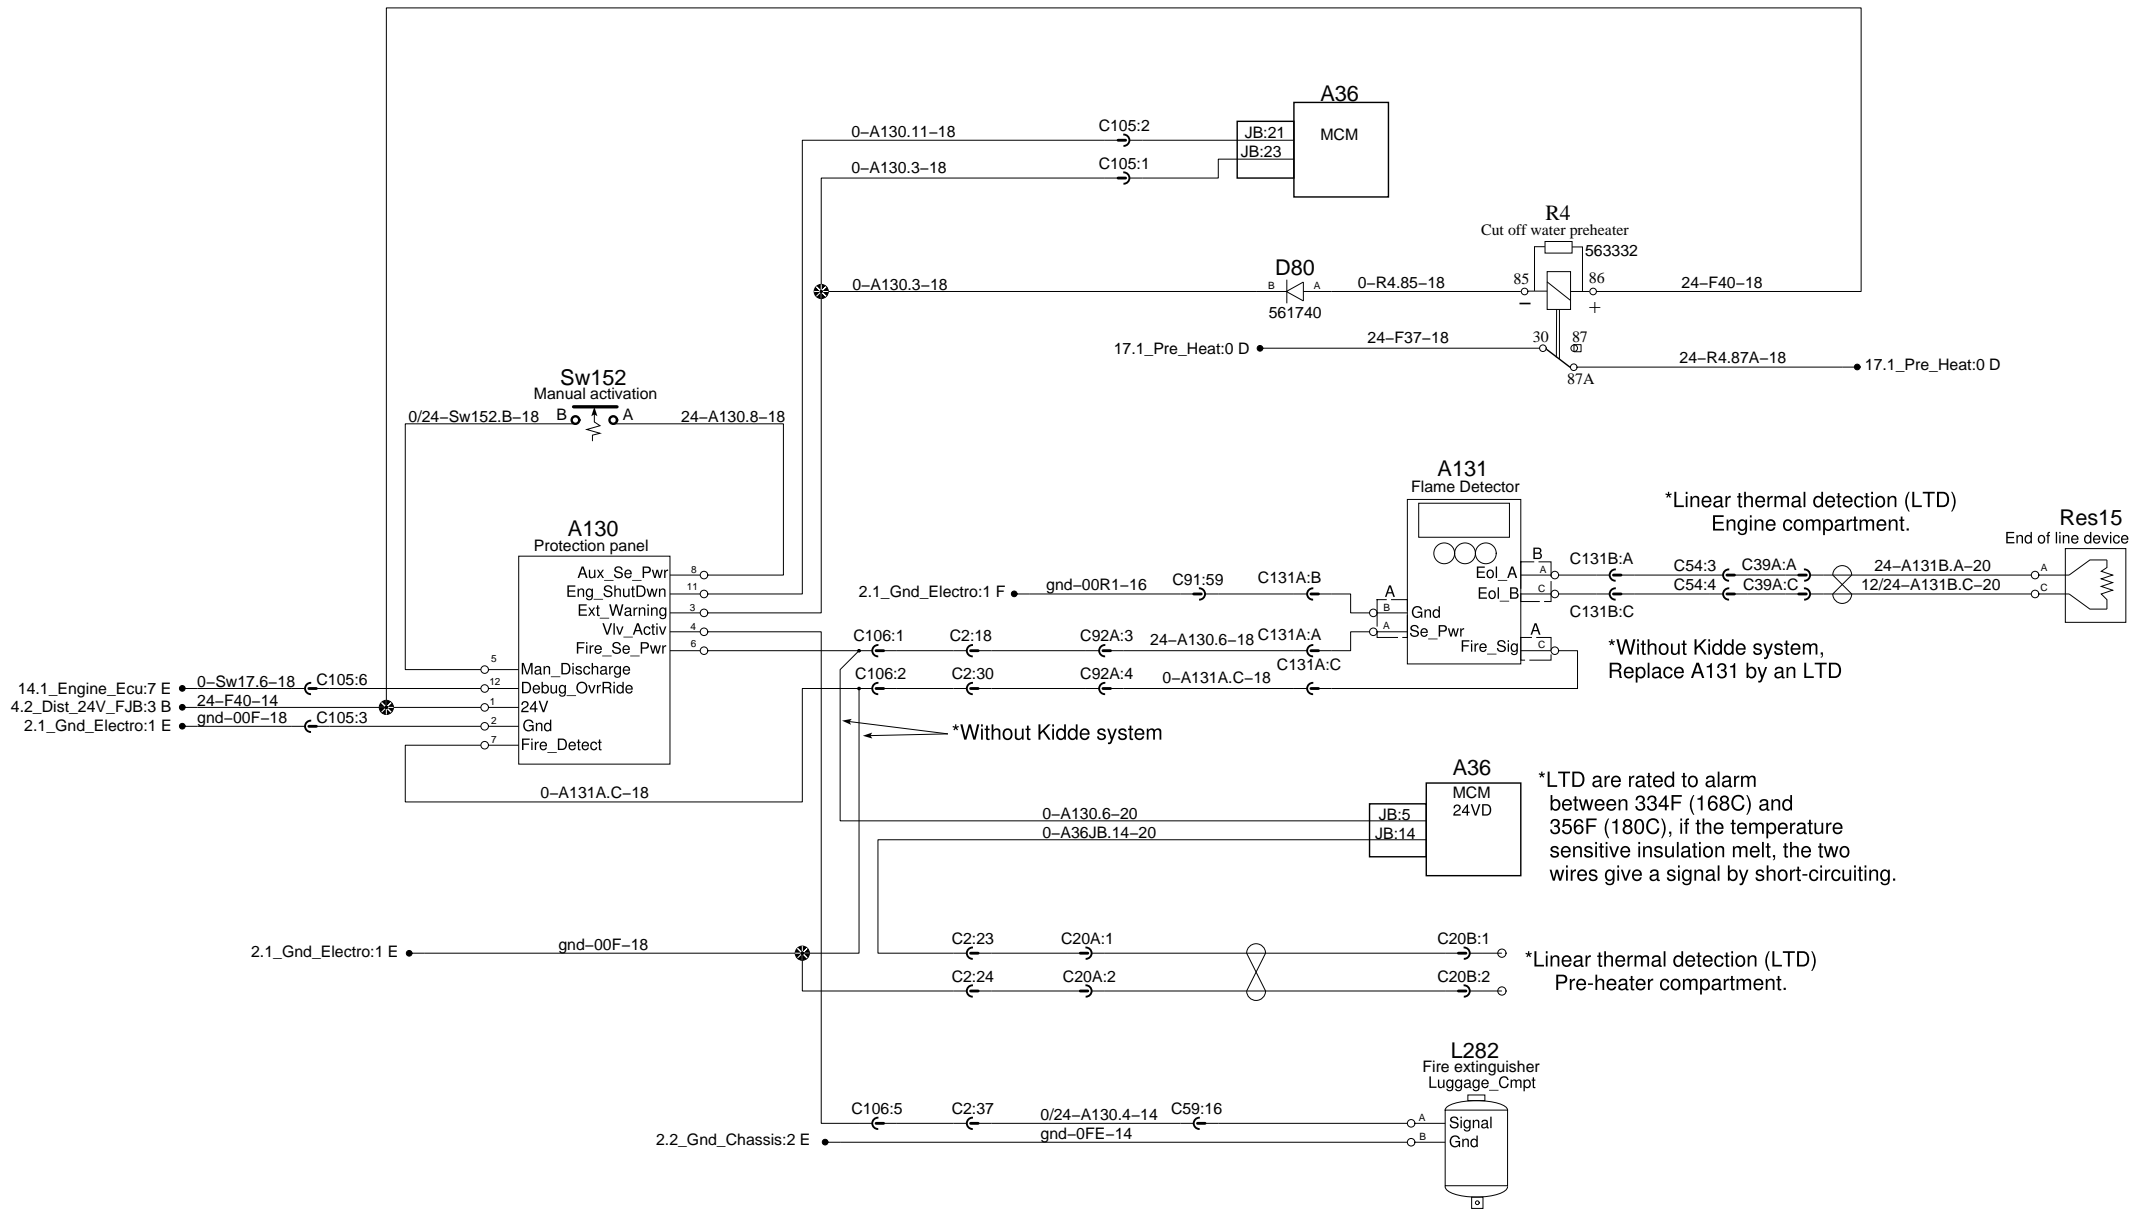 A36
MCM
JB:21
JB:23
0–A130.11–18
C105:2
0–A130.3–18
C105:1
R4
Cut off water preheater
563332
85
86
–
+
0–A130.3–18
B
D80
A
561740
0–R4.85–18
24–F40–18
17.1_Pre_Heat:0 D
24–F37–18
30
87
87A
24–R4.87A–18
17.1_Pre_Heat:0 D
Sw152
Manual activation
0/24–Sw152.B–18
B
A
24–A130.8–18
A130
Protection panel
Aux_Se_Pwr
8
Eng_ShutDwn
11
Ext_Warning
3
Vlv_Activ
4
Fire_Se_Pwr
6
5
Man_Discharge
12
Debug_OvrRide
1
24V
2
Gnd
7
Fire_Detect
14.1_Engine_Ecu:7 E
0–Sw17.6–18
C105:6
4.2_Dist_24V_FJB:3 B
24–F40–14
2.1_Gnd_Electro:1 E
gnd–00F–18
C105:3
0–A131A.C–18
A131
Flame Detector
B
Eol_A
A
Eol_B
C
A
B
Gnd
A
Se_Pwr
A
Fire_Sig
C
2.1_Gnd_Electro:1 F
gnd–00R1–16
C91:59
C131A:B
C106:1
C2:18
C92A:3
24–A130.6–18
C131A:A
C106:2
C2:30
C92A:4
0–A131A.C–18
C131A:C
*Linear thermal detection (LTD)
Engine compartment.
C131B:A
C54:3
C39A:A
24–A131B.A–20
C131B:C
C54:4
C39A:C
12/24–A131B.C–20
Res15
End of line device
A
C
*Without Kidde system,
Replace A131 by an LTD
*Without Kidde system
A36
MCM
24VD
JB:5
JB:14
0–A130.6–20
0–A36JB.14–20
*LTD are rated to alarm
between 334F (168C) and
356F (180C), if the temperature
sensitive insulation melt, the two
wires give a signal by short-circuiting.
2.1_Gnd_Electro:1 E
gnd–00F–18
C2:23
C20A:1
C20B:1
C2:24
C20A:2
C20B:2
*Linear thermal detection (LTD)
Pre-heater compartment.
L282
Fire extinguisher
Luggage_Cmpt
C106:5
C2:37
0/24–A130.4–14
C59:16
A
Signal
2.2_Gnd_Chassis:2 E
gnd–0FE–14
B
Gnd